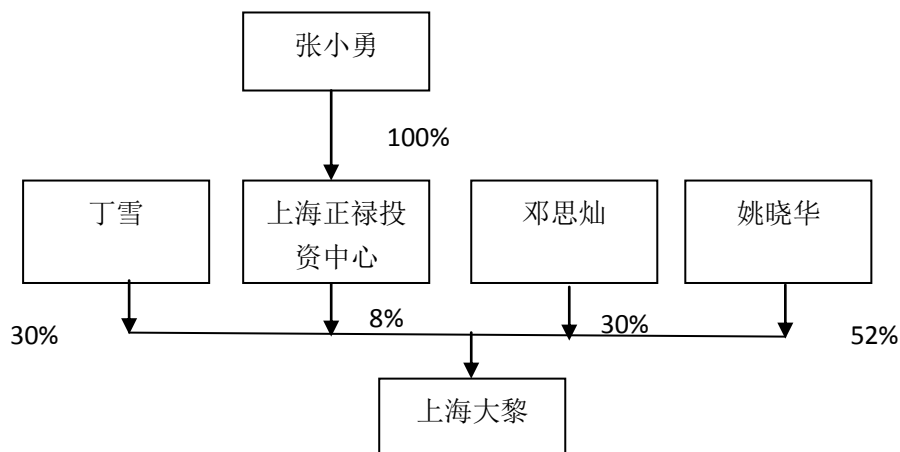 张小勇
100%
丁雪
上海正禄投
资中心
邓思灿
姚晓华
30%
8%
30%
52%
上海大黎